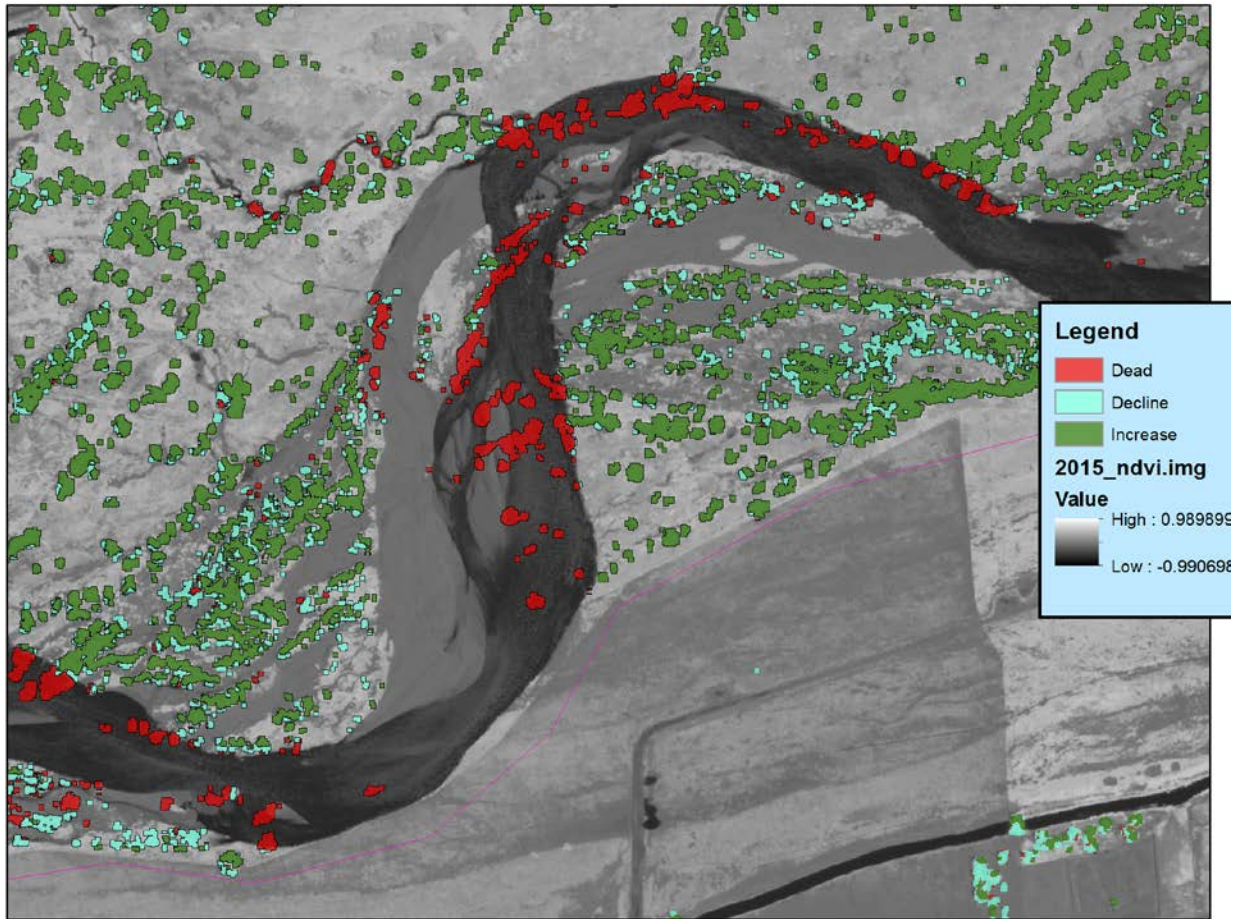 Legend
Dead
Decline
Increase
2015_ndvi.img
Value
High : 0.989899
Low : -0.990698